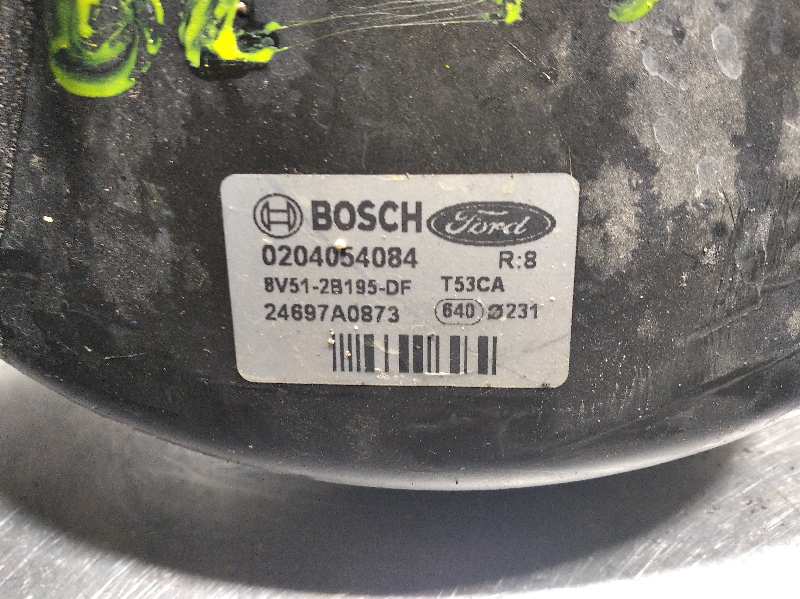 BOSCH Ford
0204054084 R:8
8V51-2B195-DF T53CA
24697A0873 640 Ø231